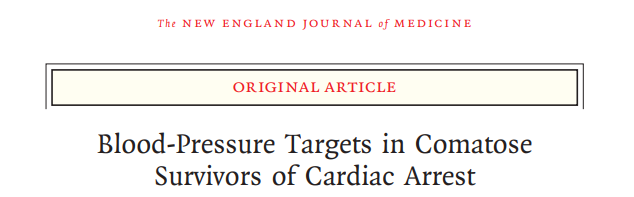 The NEW ENGLAND JOURNAL of MEDICINE
ORIGINAL ARTICLE
Blood-Pressure Targets in Comatose
Survivors of Cardiac Arrest